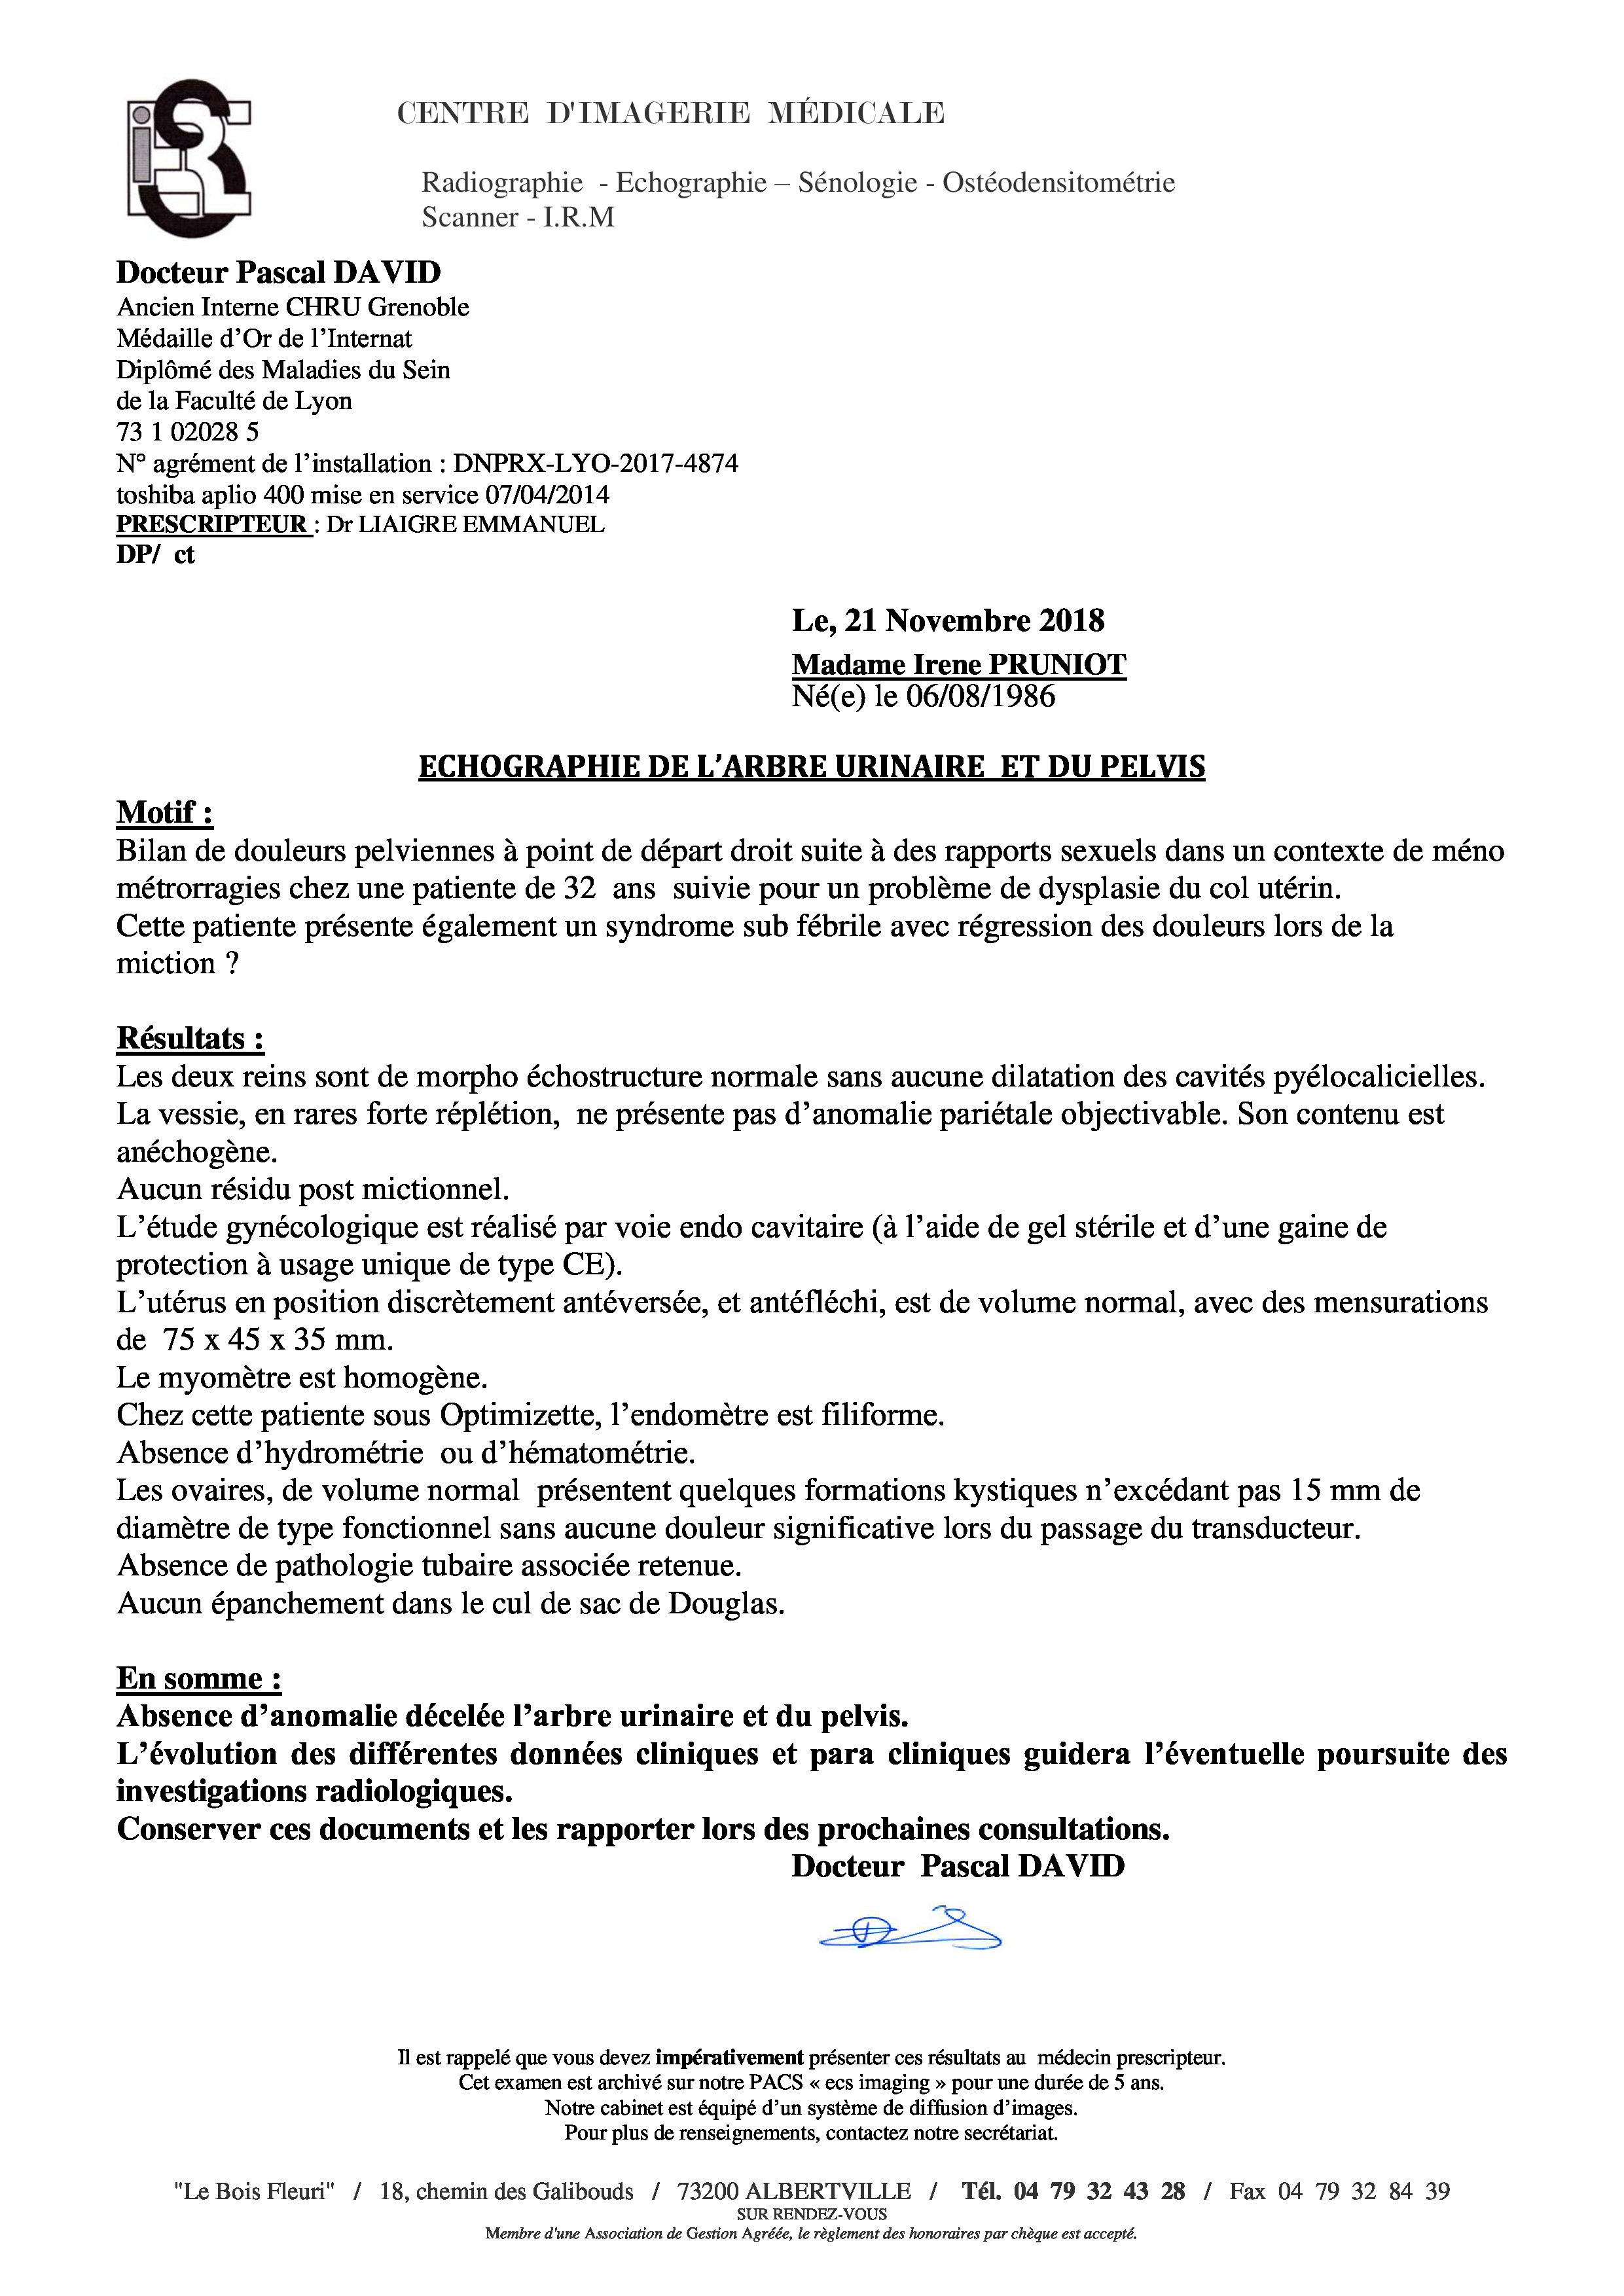 CENTRE D'IMAGERIE MÉDICALE
Radiographie - Echographie – Sénologie - Ostéodensitométrie
Scanner - I.R.M
Docteur Pascal DAVID
Ancien Interne CHRU Grenoble
Médaille d’Or de l’Internat
Diplômé des Maladies du Sein
de la Faculté de Lyon
73 1 02028 5
N° agrément de l’installation : DNPRX-LYO-2017-4874
toshiba aplio 400 mise en service 07/04/2014
PRESCRIPTEUR : Dr LIAIGRE EMMANUEL
DP/ ct
Le, 21 Novembre 2018
Madame Irene PRUNIOT
Né(e) le 06/08/1986
ECHOGRAPHIE DE L’ARBRE URINAIRE ET DU PELVIS
Motif :
Bilan de douleurs pelviennes à point de départ droit suite à des rapports sexuels dans un contexte de méno
métrorragies chez une patiente de 32 ans suivie pour un problème de dysplasie du col utérin.
Cette patiente présente également un syndrome sub fébrile avec régression des douleurs lors de la
miction ?
Résultats :
Les deux reins sont de morpho échostructure normale sans aucune dilatation des cavités pyélocalicielles.
La vessie, en rares forte réplétion, ne présente pas d’anomalie pariétale objectivable. Son contenu est
anéchogène.
Aucun résidu post mictionnel.
L’étude gynécologique est réalisé par voie endo cavitaire (à l’aide de gel stérile et d’une gaine de
protection à usage unique de type CE).
L’utérus en position discrètement antéversée, et antéfléchi, est de volume normal, avec des mensurations
de 75 x 45 x 35 mm.
Le myomètre est homogène.
Chez cette patiente sous Optimizette, l’endomètre est filiforme.
Absence d’hydrométrie ou d’hématométrie.
Les ovaires, de volume normal présentent quelques formations kystiques n’excédant pas 15 mm de
diamètre de type fonctionnel sans aucune douleur significative lors du passage du transducteur.
Absence de pathologie tubaire associée retenue.
Aucun épanchement dans le cul de sac de Douglas.
En somme :
Absence d’anomalie décelée l’arbre urinaire et du pelvis.
L’évolution des différentes données cliniques et para cliniques guidera l’éventuelle poursuite des
investigations radiologiques.
Conserver ces documents et les rapporter lors des prochaines consultations.
Docteur Pascal DAVID
Il est rappelé que vous devez impérativement présenter ces résultats au médecin prescripteur.
Cet examen est archivé sur notre PACS « ecs imaging » pour une durée de 5 ans.
Notre cabinet est équipé d’un système de diffusion d’images.
Pour plus de renseignements, contactez notre secrétariat.
"Le Bois Fleuri" / 18, chemin des Galibouds / 73200 ALBERTVILLE / Tél. 04 79 32 43 28 / Fax 04 79 32 84 39
SUR RENDEZ-VOUS
Membre d'une Association de Gestion Agréée, le règlement des honoraires par chèque est accepté.